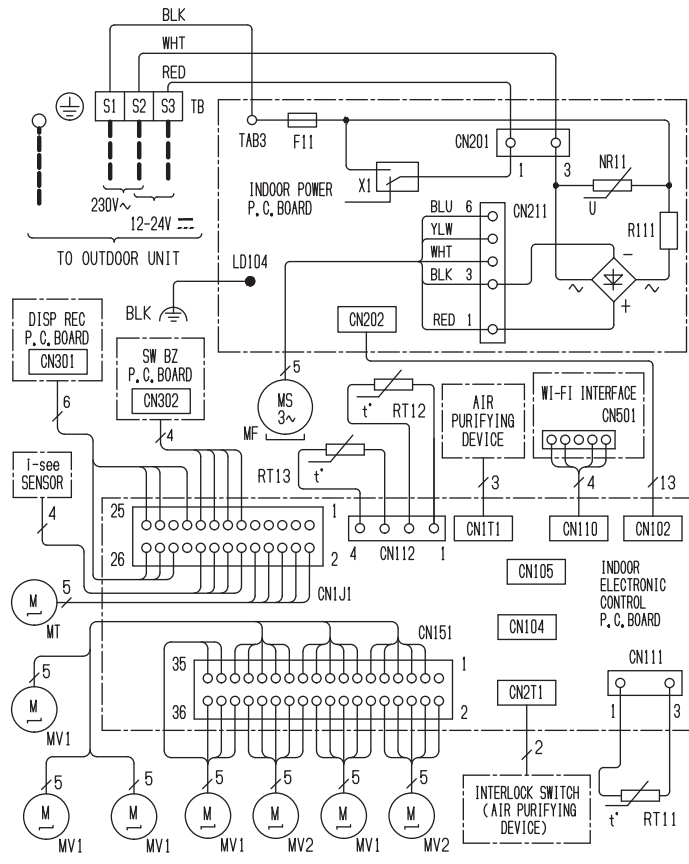 BLK
WHT
RED
S1 S2 S3 TB
TAB3
F11
CN201
1 3
NR11
U
X1
INDOOR POWER
P.C.BOARD
R111
230V~
12-24V ⎓
TO OUTDOOR UNIT
BLU 6
YLW
WHT
BLK 3
RED 1
CN211
−
~ ~
+
LD104
BLK
CN202
DISP REC
P.C.BOARD
CN301
6
SW BZ
P.C.BOARD
CN302
4
5
MS
3~
MF
t°
RT12
RT13
t°
AIR
PURIFYING
DEVICE
3
WI-FI INTERFACE
CN501
4
13
i-see
SENSOR
4
25 1
26 2
CN1J1
4 CN112 1
CN1T1
CN110
CN102
CN105
INDOOR
ELECTRONIC
CONTROL
P.C.BOARD
CN104
M
5
MT
CN151
35 1
36 2
CN111
1 3
CN2T1
2
M
5
MV1
5
M
MV1
5
M
MV1
5
M
MV1
5
M
MV2
5
M
MV1
5
M
MV2
INTERLOCK SWITCH
(AIR PURIFYING
DEVICE)
t°
RT11